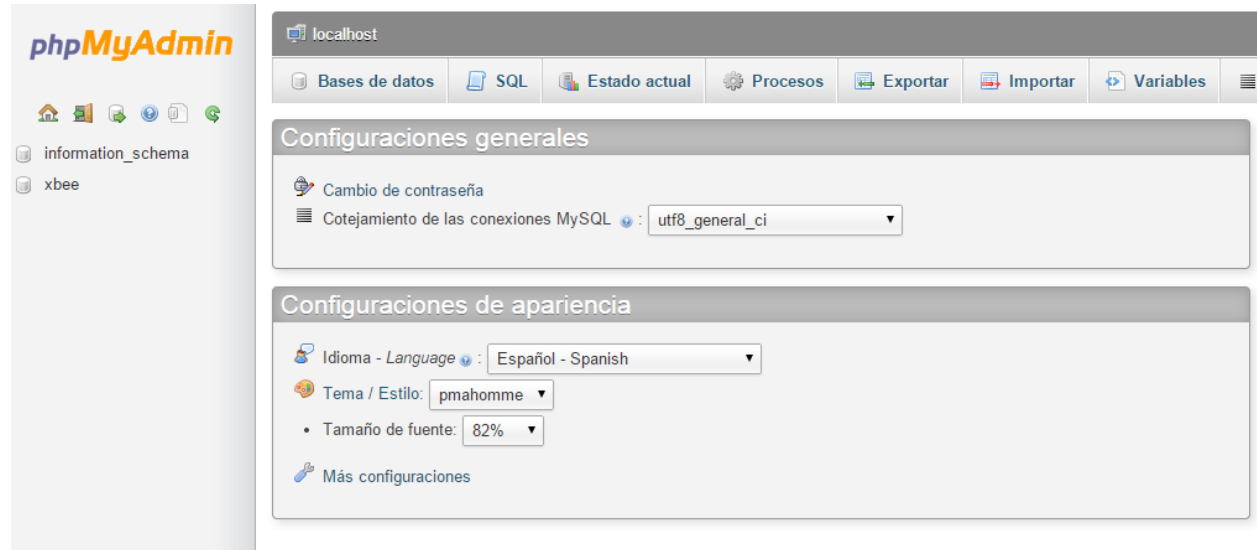 phpMyAdmin
information_schema
xbee
localhost
Bases de datos SQL Estado actual Procesos Exportar Importar Variables
Configuraciones generales
Cambio de contraseña
Cotejamiento de las conexiones MySQL : utf8_general_ci
Configuraciones de apariencia
Idioma - Language : Español - Spanish
Tema / Estilo: pmahomme
• Tamaño de fuente: 82%
Más configuraciones